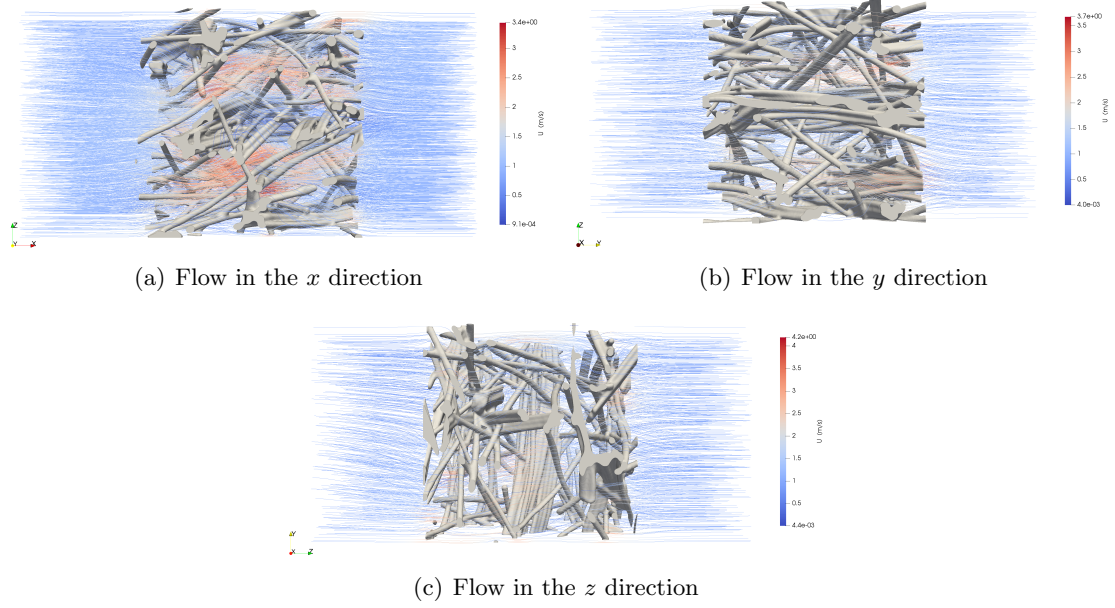 3.4e+00
3
2.5
2
1.5
1
0.5
9.1e-04
U (m/s)
Z
Y
X
(a) Flow in the x direction
3.7e+00
3.5
3
2.5
2
1.5
1
0.5
4.0e-03
U (m/s)
Z
X
Y
(b) Flow in the y direction
4.2e+00
4
3.5
3
2.5
2
1.5
1
4.4e-03
U (m/s)
Y
X
Z
(c) Flow in the z direction